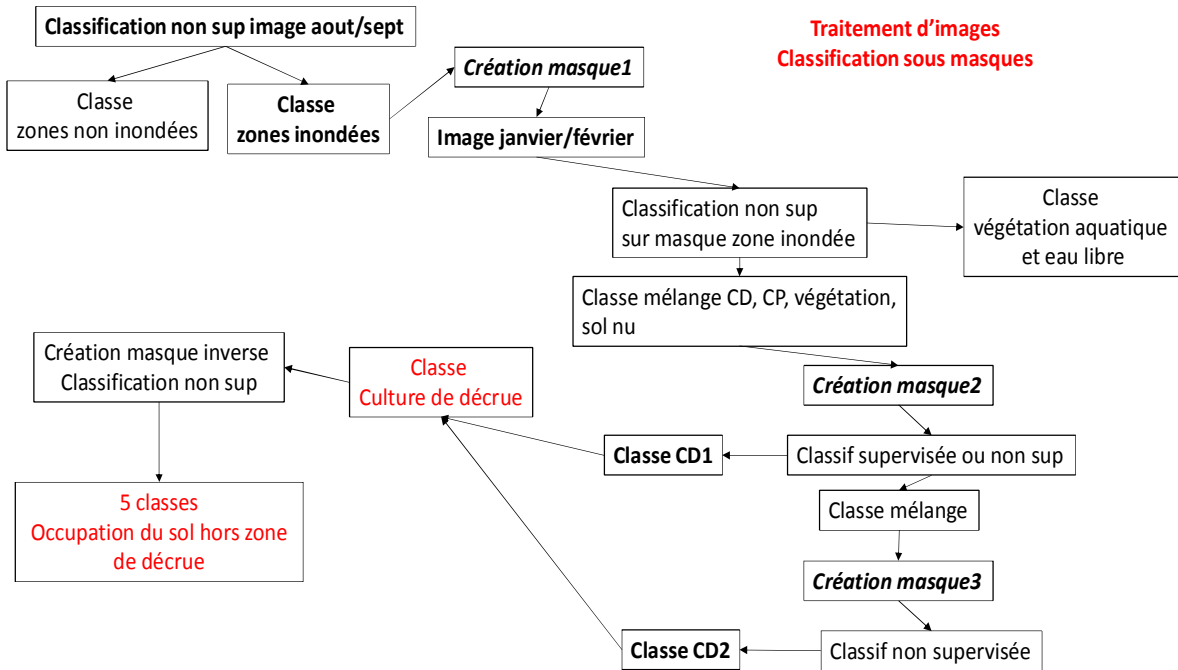 Classification non sup image aout/sept
Traitement d'images
Classification sous masques
Création masque1
Classe
zones non inondées
Classe
zones inondées
Image janvier/février
Classification non sup
sur masque zone inondée
Classe
végétation aquatique
et eau libre
Classe mélange CD, CP, végétation,
sol nu
Création masque inverse
Classification non sup
Classe
Culture de décrue
Création masque2
Classe CD1
Classif supervisée ou non sup
5 classes
Occupation du sol hors zone
de décrue
Classe mélange
Création masque3
Classe CD2
Classif non supervisée